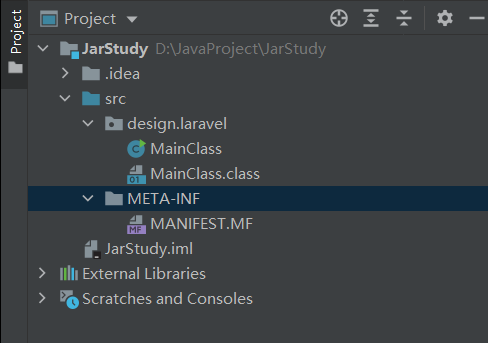 Project
Project
JarStudy D:\JavaProject\JarStudy
.idea
src
design.laravel
MainClass
MainClass.class
META-INF
MANIFEST.MF
JarStudy.iml
External Libraries
Scratches and Consoles